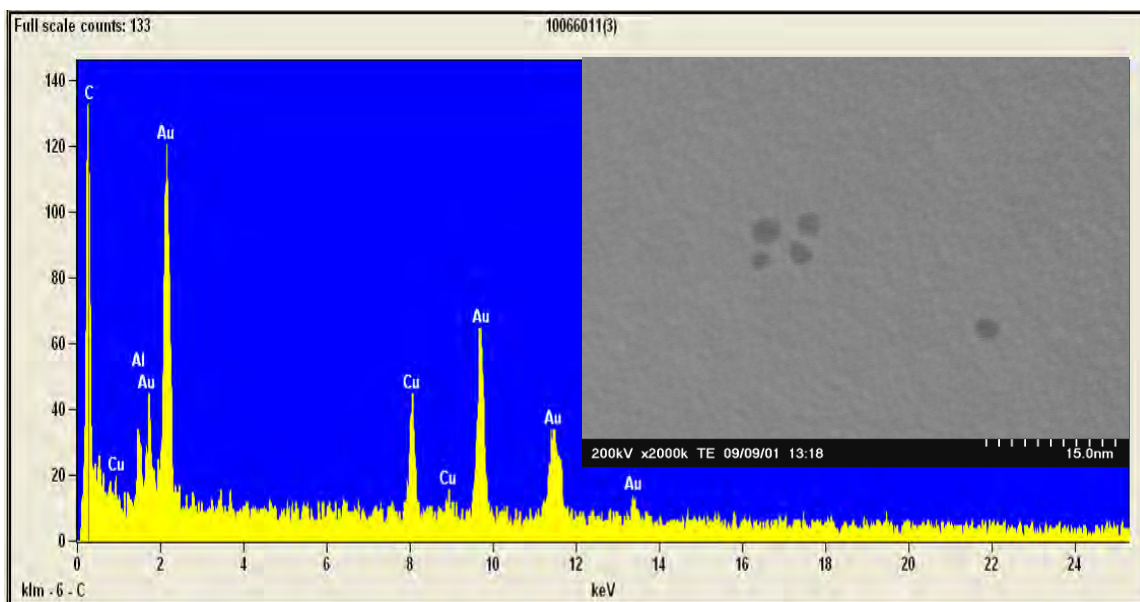 Full scale counts: 133
10066011(3)
140
120
100
80
60
40
20
0
C
Au
Al
Au
Cu
Cu
Cu
Au
Au
Au
200kV x2000k TE 09/09/01 13:18
15.0nm
0 2 4 6 8 10 12 14 16 18 20 22 24
klm - 6 - C
keV